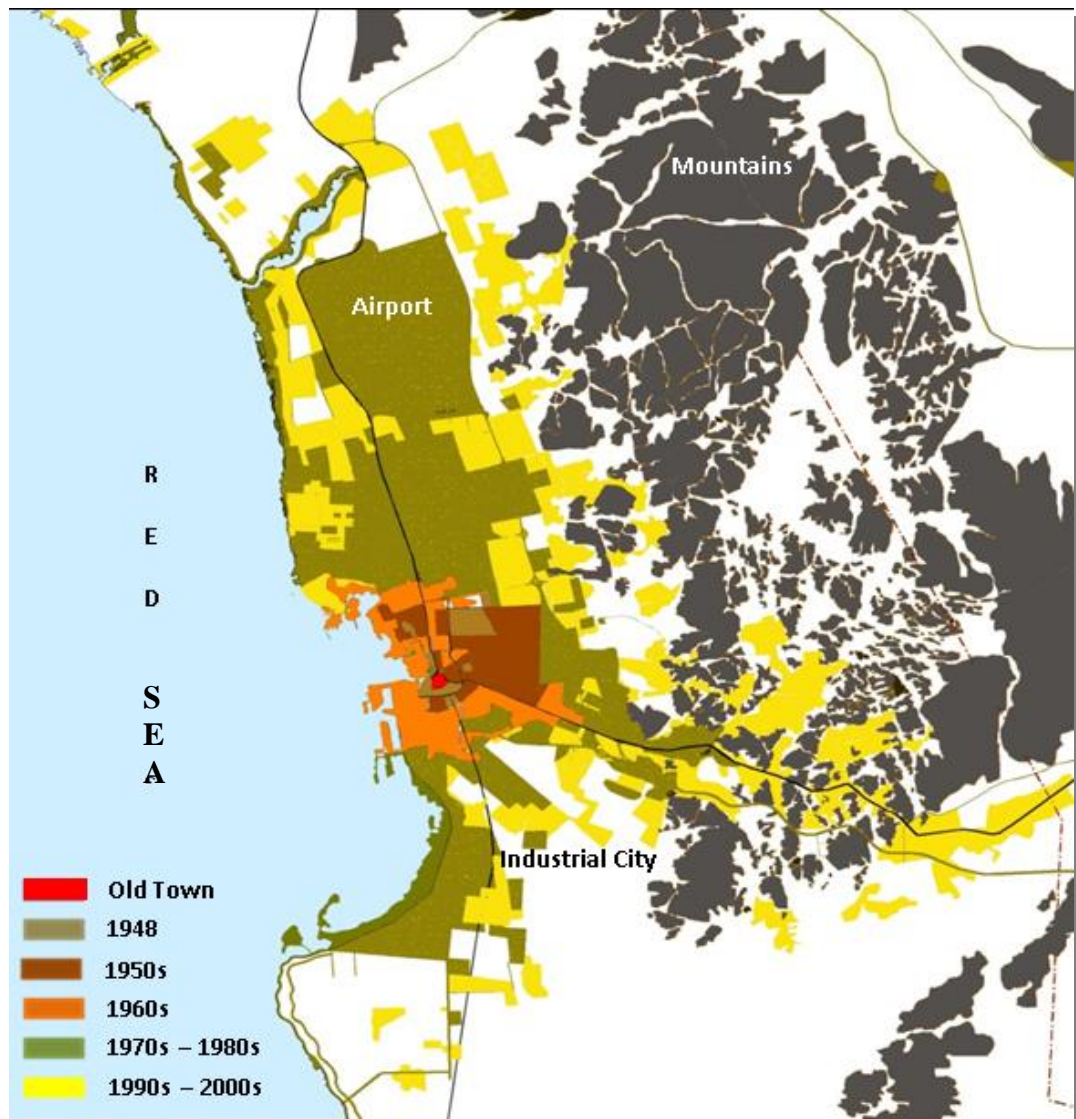 Mountains
Airport
R
E
D
S
E
A
Industrial City
Old Town
1948
1950s
1960s
1970s – 1980s
1990s – 2000s